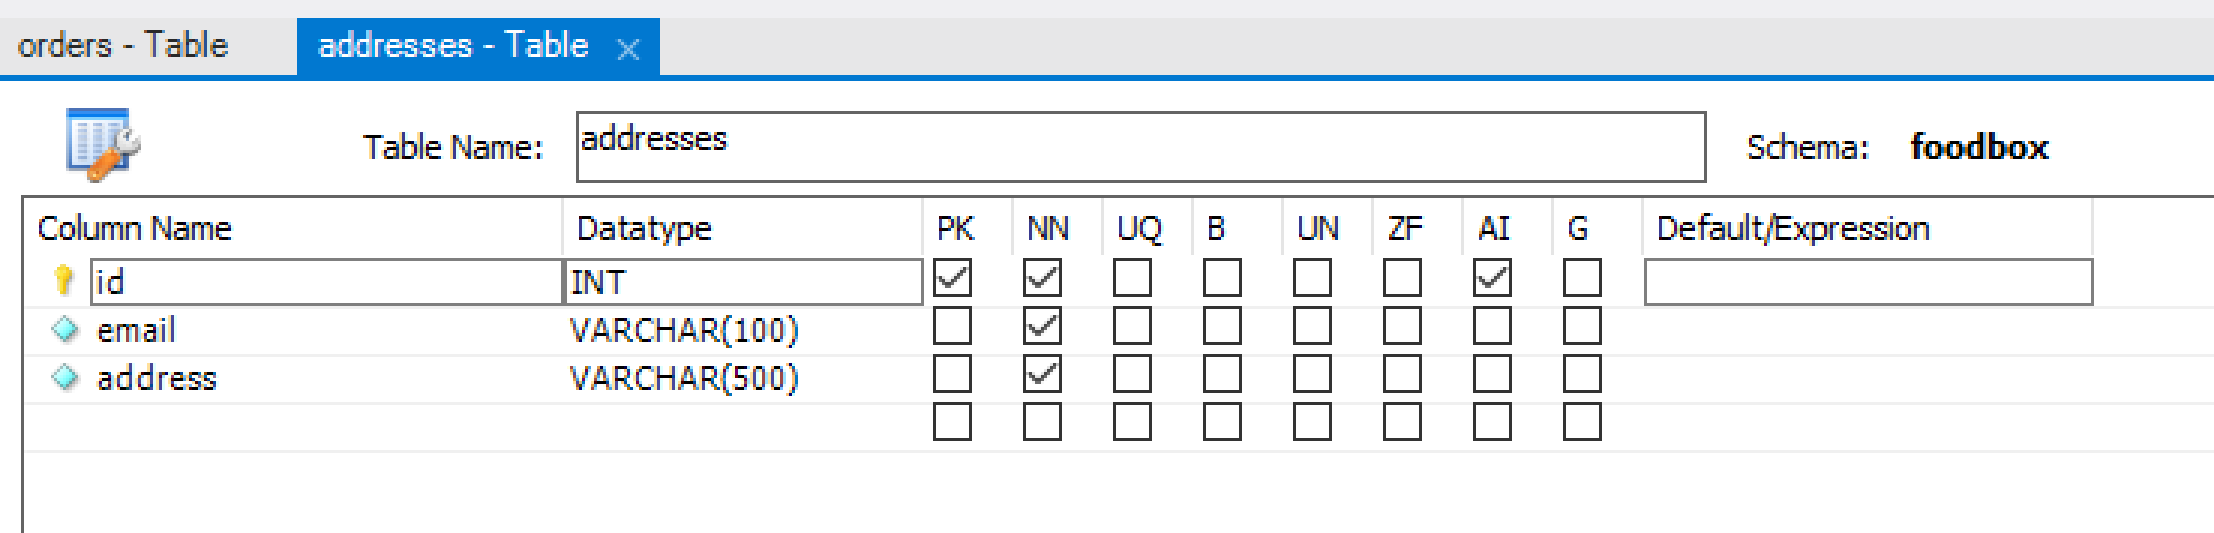 orders - Table addresses - Table
Table Name: addresses Schema: foodbox
Column Name Datatype PK NN UQ B UN ZF AI G Default/Expression
id INT
email VARCHAR(100)
address VARCHAR(500)